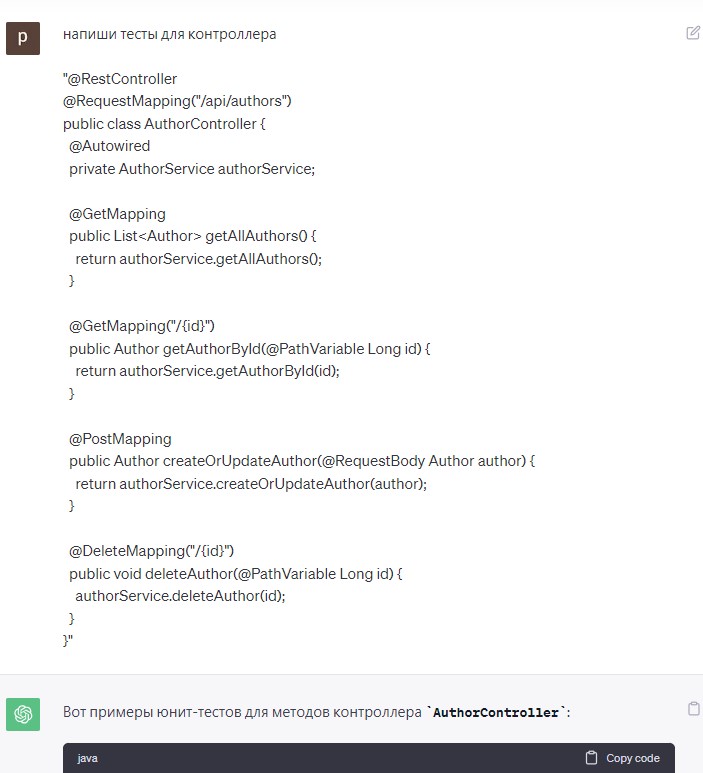 p
напиши тесты для контроллера
"@RestController
@RequestMapping("/api/authors")
public class AuthorController {
@Autowired
private AuthorService authorService;
@GetMapping
public List<Author> getAllAuthors() {
return authorService.getAllAuthors();
}
@GetMapping("/{id}")
public Author getAuthorById(@PathVariable Long id) {
return authorService.getAuthorById(id);
}
@PostMapping
public Author createOrUpdateAuthor(@RequestBody Author author) {
return authorService.createOrUpdateAuthor(author);
}
@DeleteMapping("/{id}")
public void deleteAuthor(@PathVariable Long id) {
authorService.deleteAuthor(id);
}
}"
Вот примеры юнит-тестов для методов контроллера `AuthorController`:
java Copy code